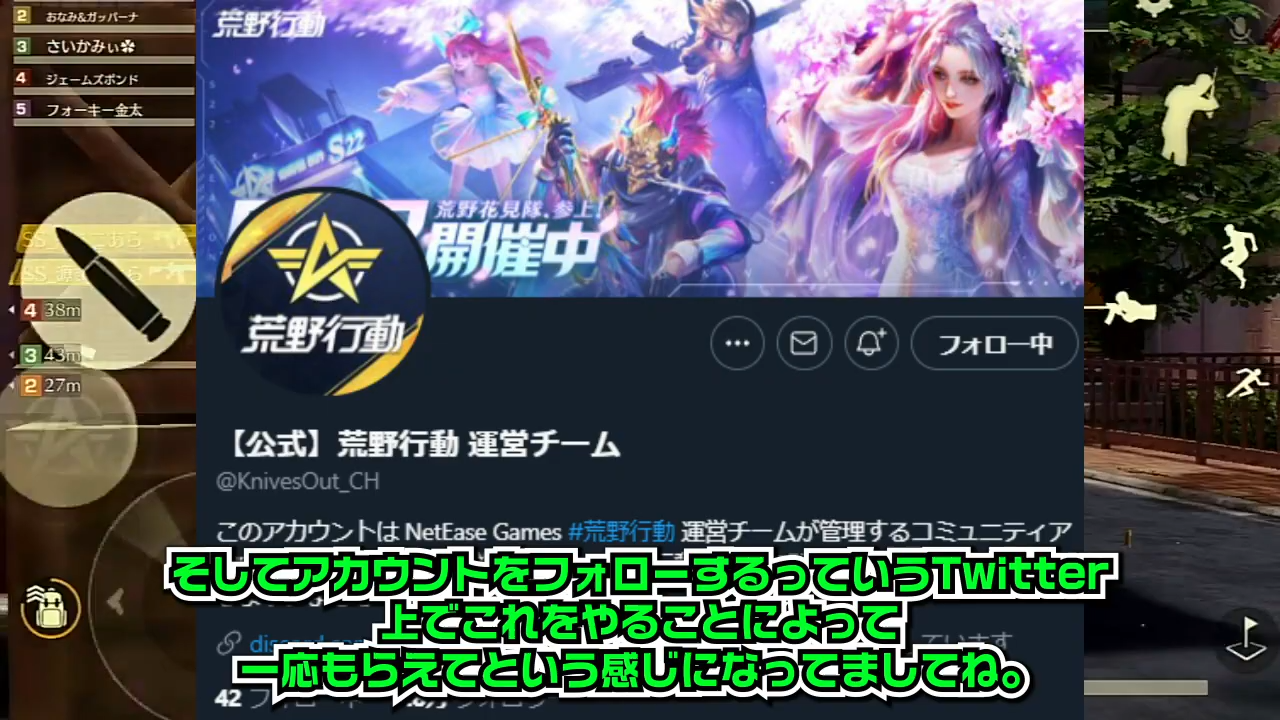 2 おなみ&ガッパーナ
3 さいかみぃ✿
4 ジェームズボンド
5 フォーキー金太
4 38m
3 43m
2 27m
荒野行動
S22
荒野花見隊、参上!
開催中
荒野行動
フォロー中
【公式】荒野行動 運営チーム
@KnivesOut_CH
このアカウントは NetEase Games #荒野行動 運営チームが管理するコミュニティア
そしてアカウントをフォローするっていうTwitter
上でこれをやることによって
一応もらえてという感じになってましてね。
42